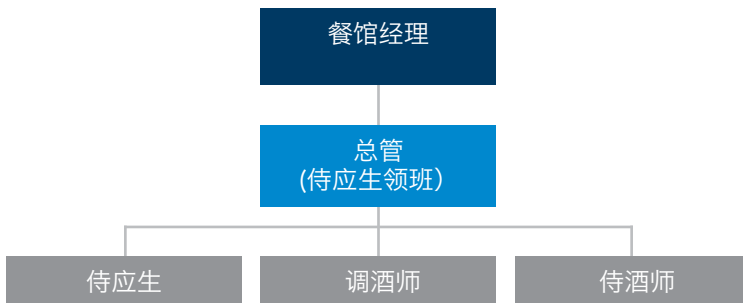 餐馆经理
总管
(侍应生领班）
侍应生
调酒师
侍酒师